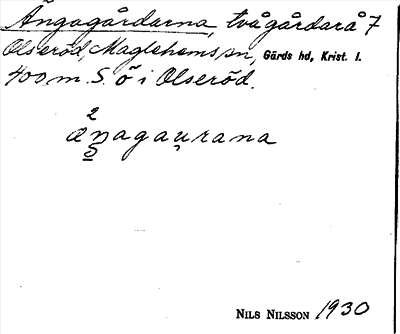 Ängagårdarna, två gårdar å 7
Olseröd, Maglehems sn, Gärds hd, Krist. l.
400 m. S. ö i Olseröd.
2
ängagaurana
NILS NILSSON 1930